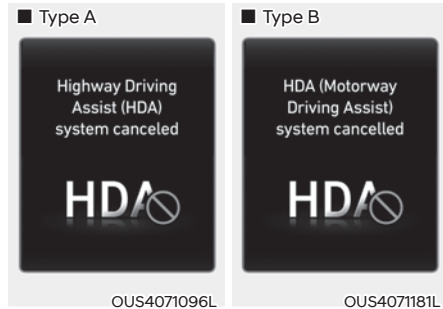 ■ Type A
Highway Driving
Assist (HDA)
system canceled
HDA
OUS4071096L
■ Type B
HDA (Motorway
Driving Assist)
system cancelled
HDA
OUS4071181L